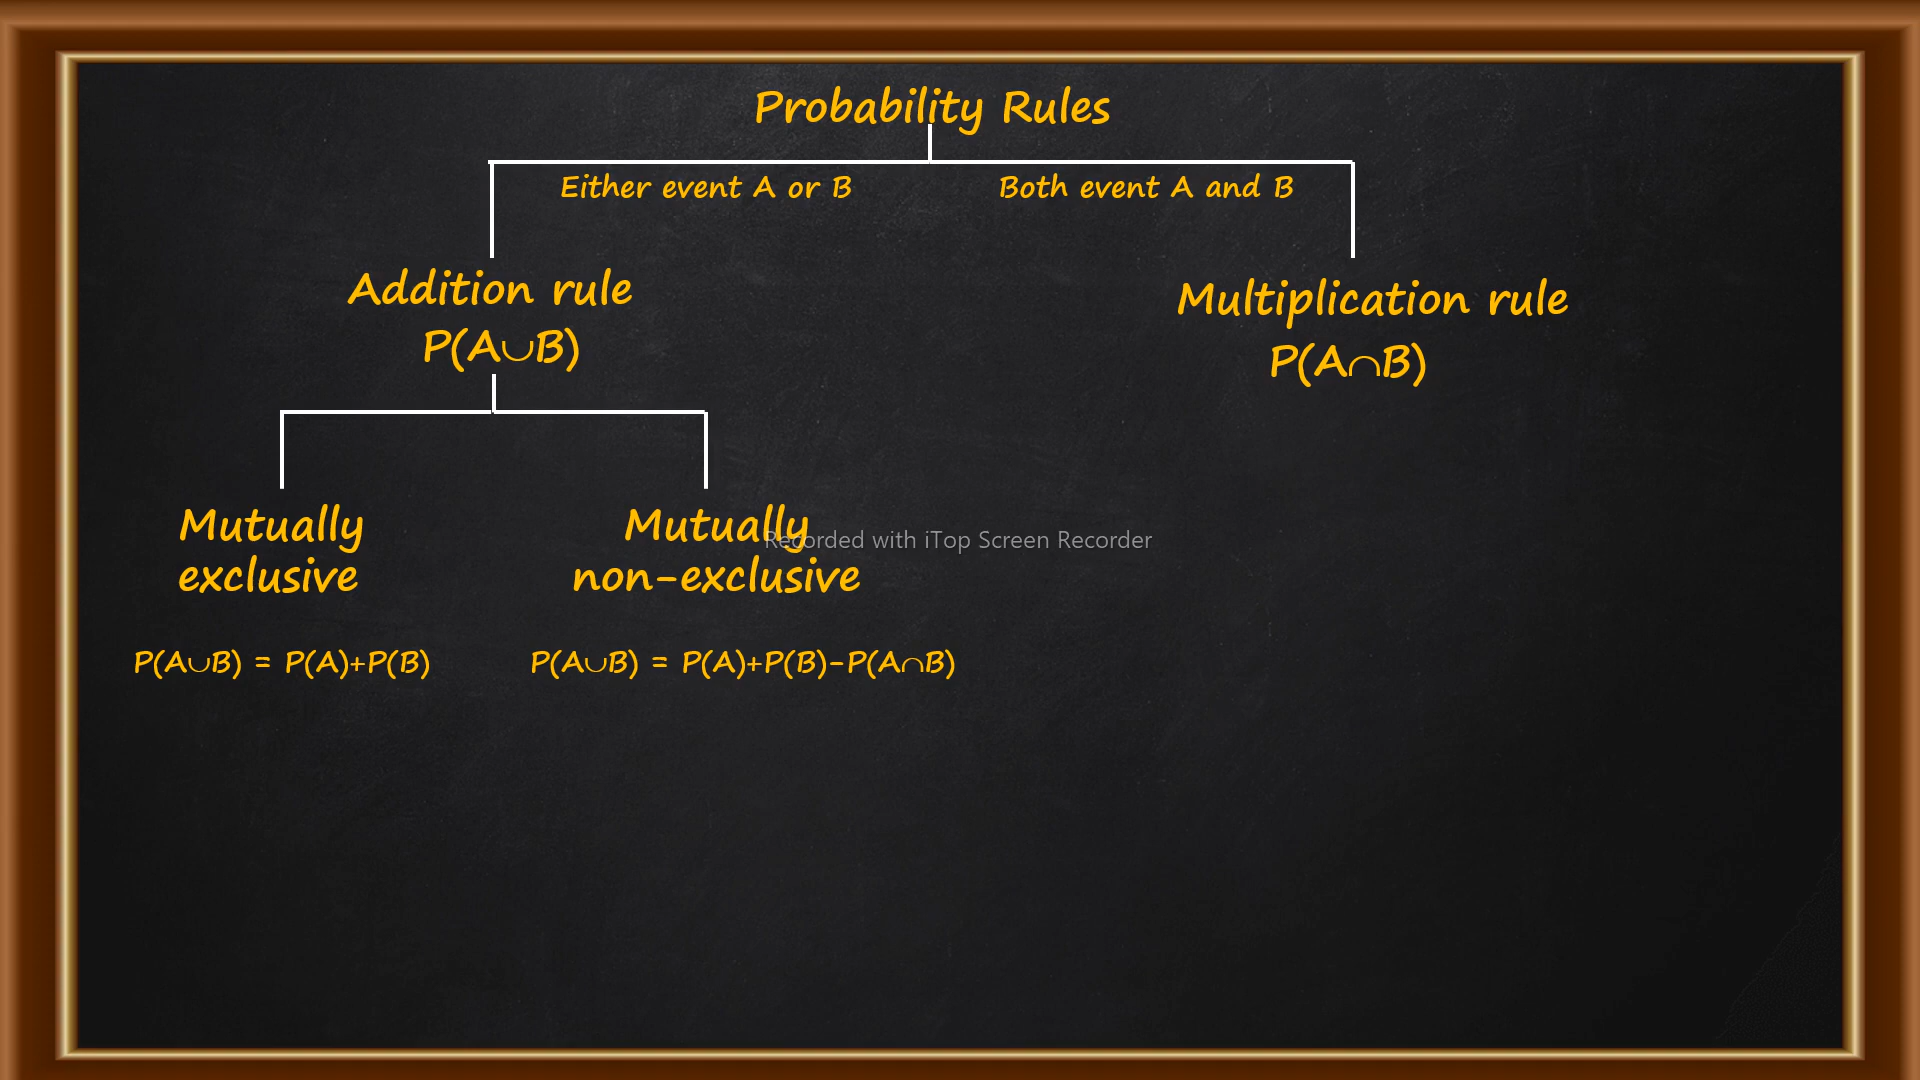 Probability Rules
Either event A or B
Both event A and B
Addition rule
P(A∪B)
Multiplication rule
P(A∩B)
Mutually
exclusive
Mutually
non-exclusive
Recorded with iTop Screen Recorder
P(A∪B) = P(A)+P(B)
P(A∪B) = P(A)+P(B)-P(A∩B)